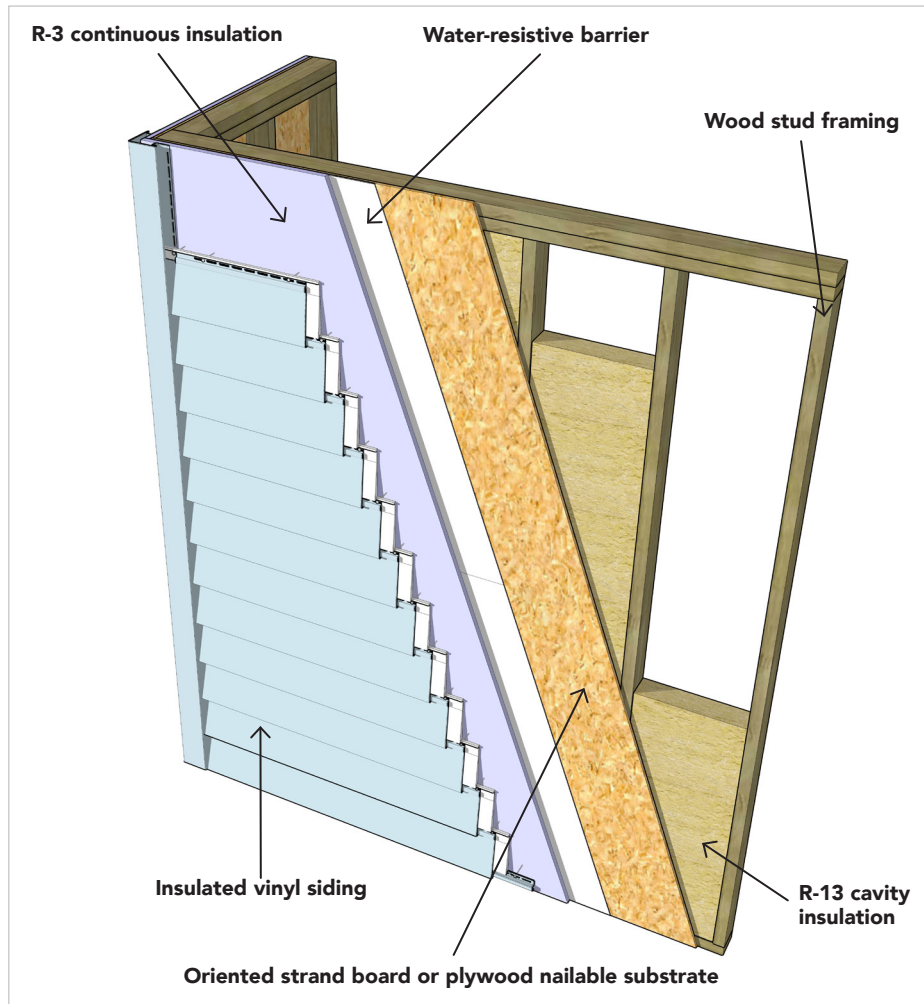 R-3 continuous insulation
Water-resistive barrier
Wood stud framing
Insulated vinyl siding
R-13 cavity
insulation
Oriented strand board or plywood nailable substrate